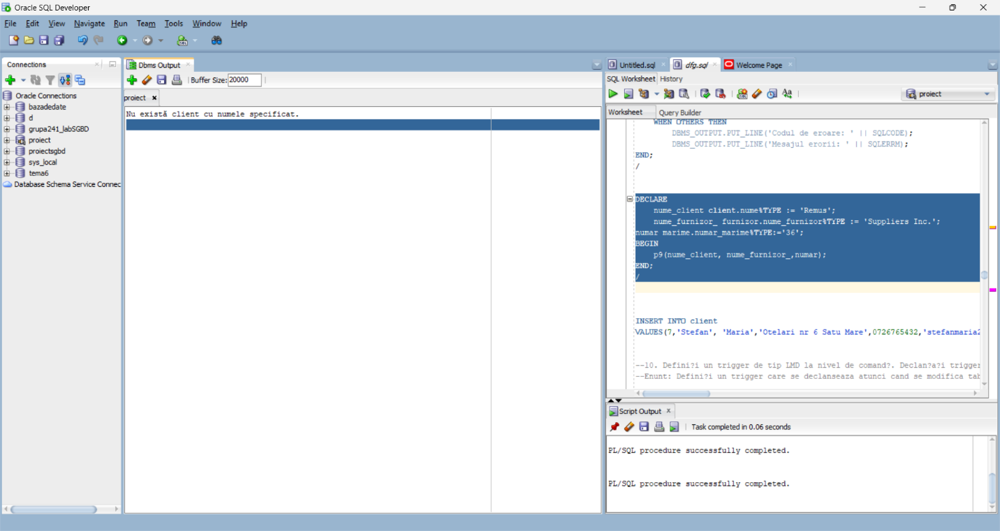 Oracle SQL Developer
File Edit View Navigate Run Team Tools Window Help
Connections
Oracle Connections
bazadedate
d
grupa241_labSGBD
proiect
proiectsgbd
sys_local
tema6
Database Schema Service Connec
Dbms Output
Buffer Size: 20000
proiect
Nu există client cu numele specificat.
Untitled.sql dfg.sql Welcome Page
SQL Worksheet History
proiect
Worksheet Query Builder
WHEN OTHERS THEN
DBMS_OUTPUT.PUT_LINE('Codul de eroare: ' || SQLCODE);
DBMS_OUTPUT.PUT_LINE('Mesajul erorii: ' || SQLERRM);
END;
/
DECLARE
nume_client client.nume%TYPE := 'Remus';
nume_furnizor_ furnizor.nume_furnizor%TYPE := 'Suppliers Inc.';
numar marime.numar_marime%TYPE:='36';
BEGIN
p9(nume_client, nume_furnizor_,numar);
END;
/
INSERT INTO client
VALUES(7,'Stefan', 'Maria','Otelari nr 6 Satu Mare',0726765432,'stefanmaria2
--10. Defini?i un trigger de tip LMD la nivel de comand?. Declan?a?i trigger
--Enunt: Defini?i un trigger care se declanseaza atunci cand se modifica tab
Script Output
Task completed in 0.06 seconds
PL/SQL procedure successfully completed.
PL/SQL procedure successfully completed.